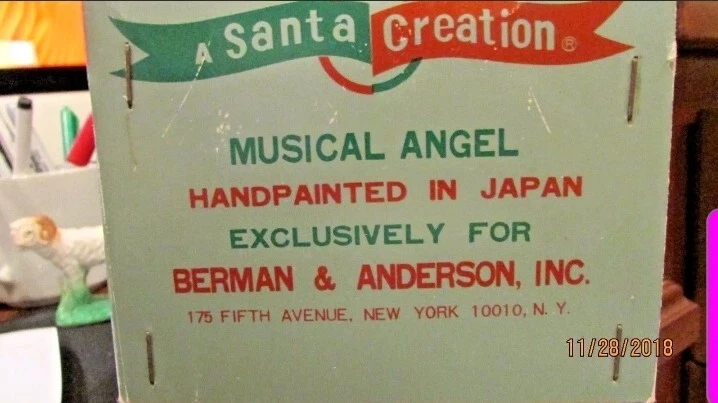 A Santa Creation®
MUSICAL ANGEL
HANDPAINTED IN JAPAN
EXCLUSIVELY FOR
BERMAN & ANDERSON, INC.
175 FIFTH AVENUE, NEW YORK 10010, N. Y.
11/28/2018